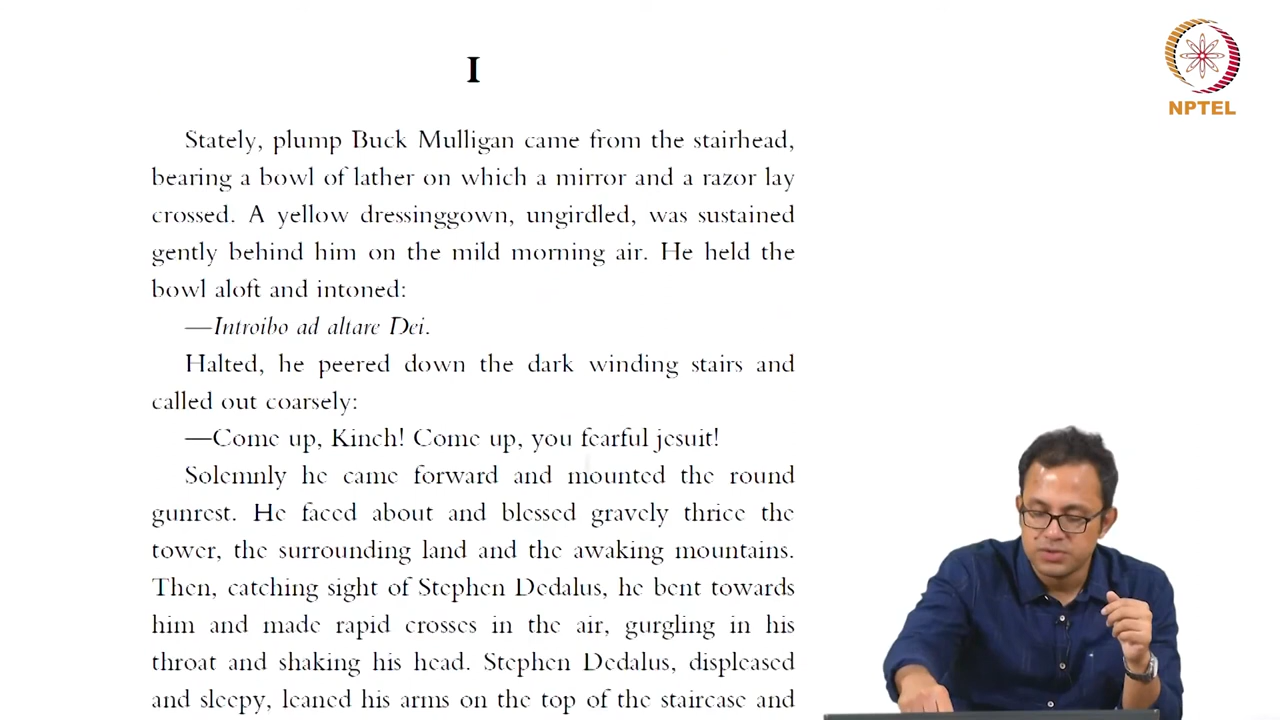 I
NPTEL
Stately, plump Buck Mulligan came from the stairhead,
bearing a bowl of lather on which a mirror and a razor lay
crossed. A yellow dressinggown, ungirdled, was sustained
gently behind him on the mild morning air. He held the
bowl aloft and intoned:
—Introibo ad altare Dei.
Halted, he peered down the dark winding stairs and
called out coarsely:
—Come up, Kinch! Come up, you fearful jesuit!
Solemnly he came forward and mounted the round
gunrest. He faced about and blessed gravely thrice the
tower, the surrounding land and the awaking mountains.
Then, catching sight of Stephen Dedalus, he bent towards
him and made rapid crosses in the air, gurgling in his
throat and shaking his head. Stephen Dedalus, displeased
and sleepy, leaned his arms on the top of the staircase and